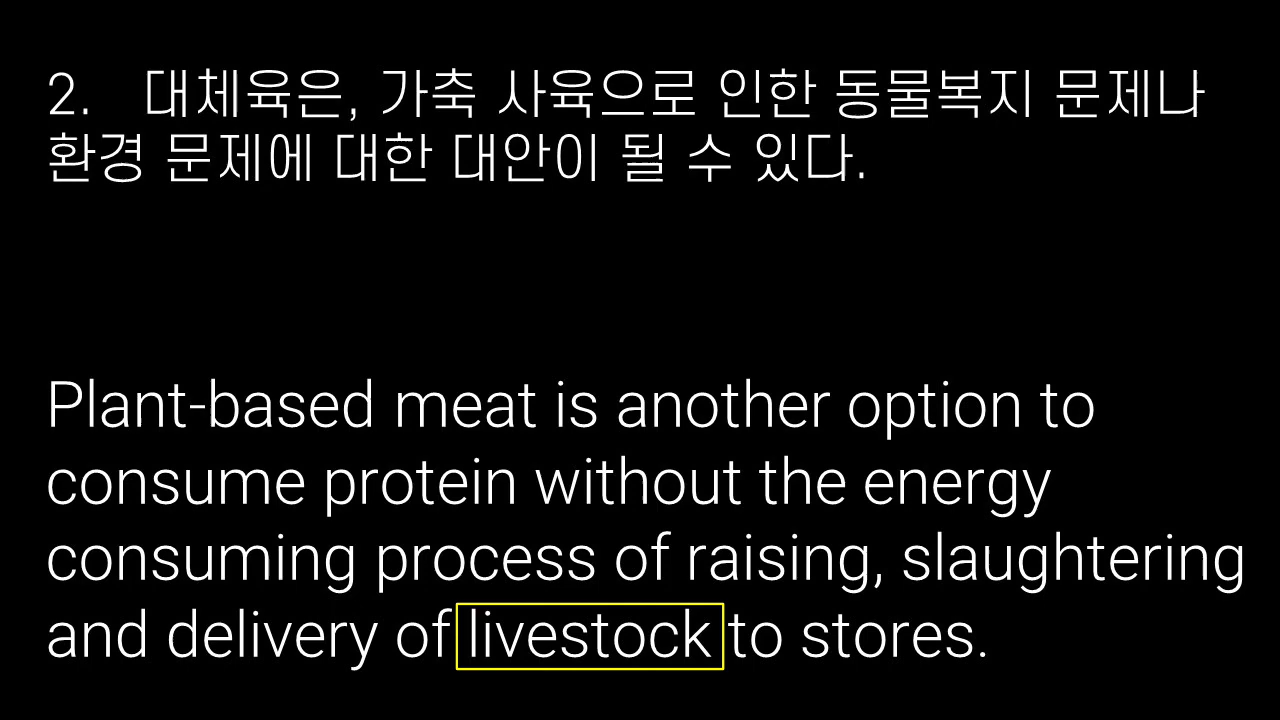 2. 대체육은, 가축 사육으로 인한 동물복지 문제나
환경 문제에 대한 대안이 될 수 있다.
Plant-based meat is another option to
consume protein without the energy
consuming process of raising, slaughtering
and delivery of livestock to stores.